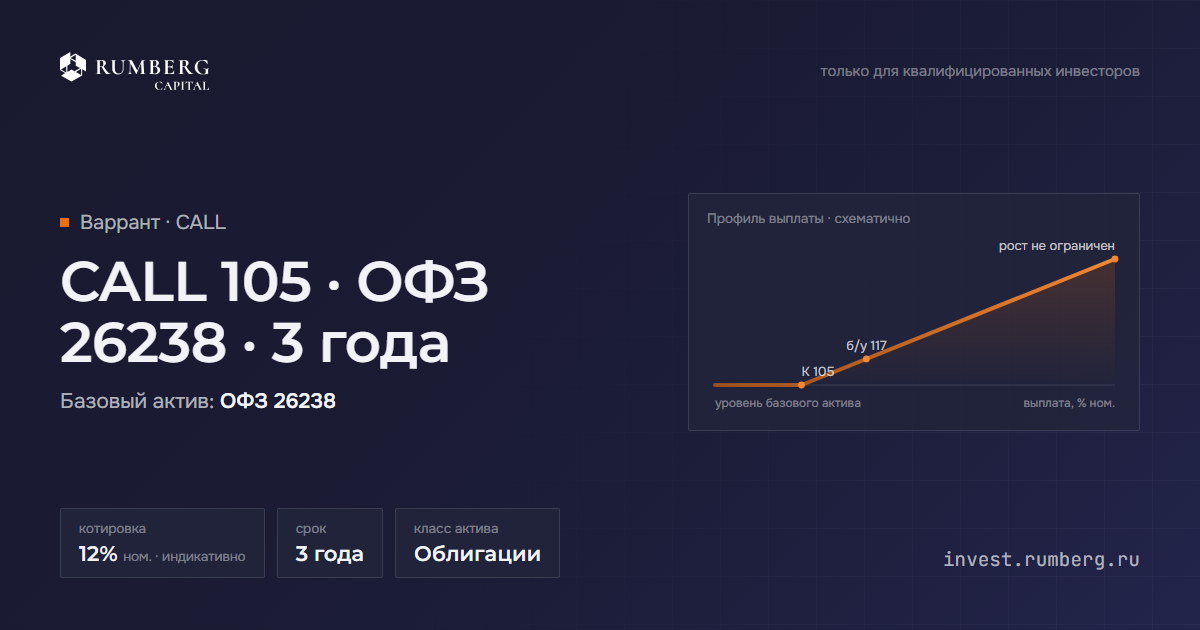 RUMBERG
CAPITAL
только для квалифицированных инвесторов
Варрант · CALL
CALL 105 · ОФЗ
26238 · 3 года
Базовый актив: ОФЗ 26238
Профиль выплаты · схематично
рост не ограничен
б/у 117
K 105
уровень базового актива
выплата, % ном.
котировка
12% ном. · индикативно
срок
3 года
класс актива
Облигации
invest.rumberg.ru